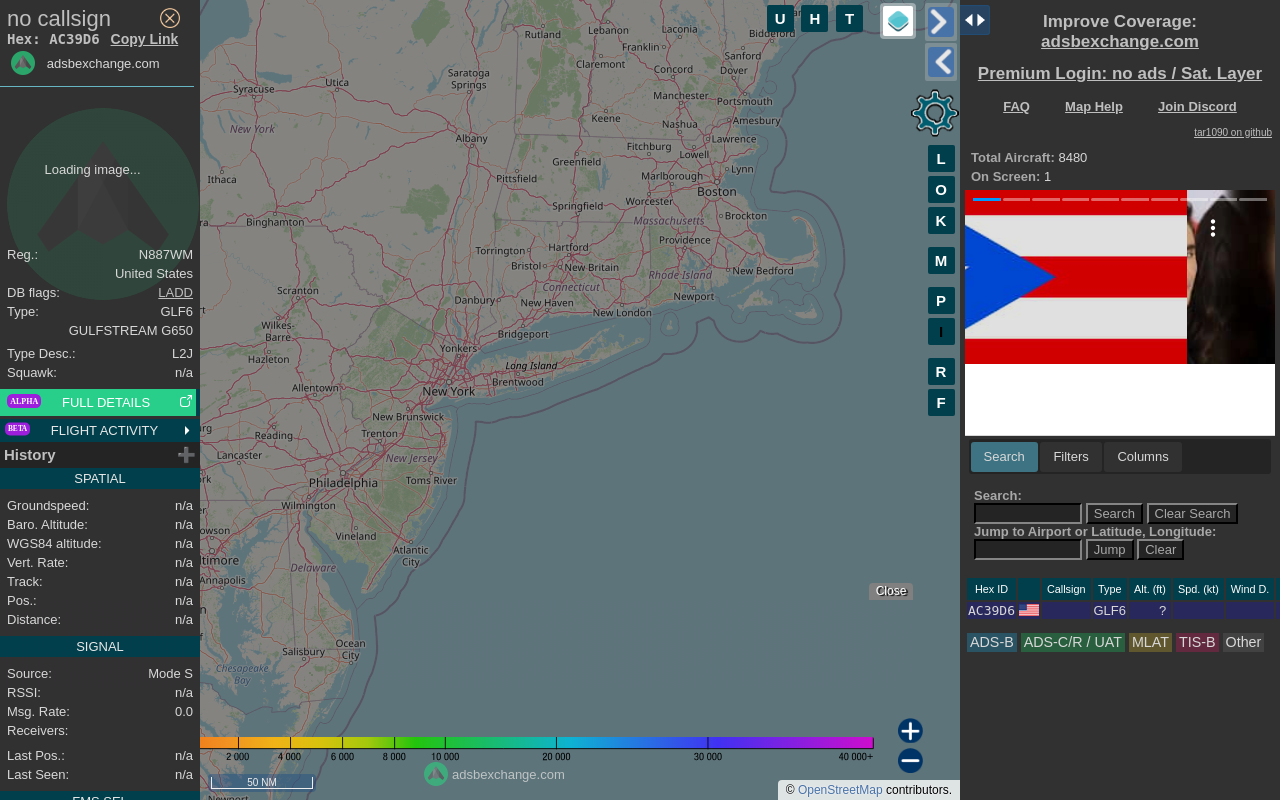 no callsign
Hex: AC39D6 Copy Link
adsbexchange.com
Loading image...
Reg.: N887WM
United States
DB flags: LADD
Type: GLF6
GULFSTREAM G650
Type Desc.: L2J
Squawk: n/a
ALPHA FULL DETAILS
BETA FLIGHT ACTIVITY
History
SPATIAL
Groundspeed: n/a
Baro. Altitude: n/a
WGS84 altitude: n/a
Vert. Rate: n/a
Track: n/a
Pos.: n/a
Distance: n/a
SIGNAL
Source: Mode S
RSSI: n/a
Msg. Rate: 0.0
Receivers:
Last Pos.: n/a
Last Seen: n/a
FMS SEL
U H T
L
O
K
M
P
I
R
F
Rutland
Lebanon
Laconia
Biddeford
Franklin
Sanford
Claremont
Concord
Dover
Saratoga
Springs
Utica
Syracuse
Manchester
Portsmouth
Keene
Nashua
Amesbury
New York
Albany
Fitchburg
Lawrence
Greenfield
Lowell
Lynn
Ithaca
Pittsfield
Marlborough
Boston
Worcester
Springfield
Massachusetts
Brockton
Binghamton
Torrington
Hartford
Providence
Bristol
New Britain
New Bedford
Rhode Island
Scranton
Connecticut
Danbury
New Haven
New London
Newport
Wilkes-
Barre
Bridgeport
Yonkers
Hazleton
Long Island
Brentwood
Allentown
New York
New Brunswick
Reading
Trenton
Lancaster
New Jersey
Philadelphia
Toms River
Wilmington
Vineland
Atlantic
City
Delaware
Annapolis
Ocean
City
Salisbury
Chesapeake
Bay
Newport
Close
2 000 4 000 6 000 8 000 10 000 20 000 30 000 40 000+
50 NM
adsbexchange.com
© OpenStreetMap contributors.
Improve Coverage:
adsbexchange.com
Premium Login: no ads / Sat. Layer
FAQ Map Help Join Discord
tar1090 on github
Total Aircraft: 8480
On Screen: 1
Search Filters Columns
Search:
Search Clear Search
Jump to Airport or Latitude, Longitude:
Jump Clear
Hex ID Callsign Type Alt. (ft) Spd. (kt) Wind D.
AC39D6 GLF6 ?
ADS-B ADS-C/R / UAT MLAT TIS-B Other